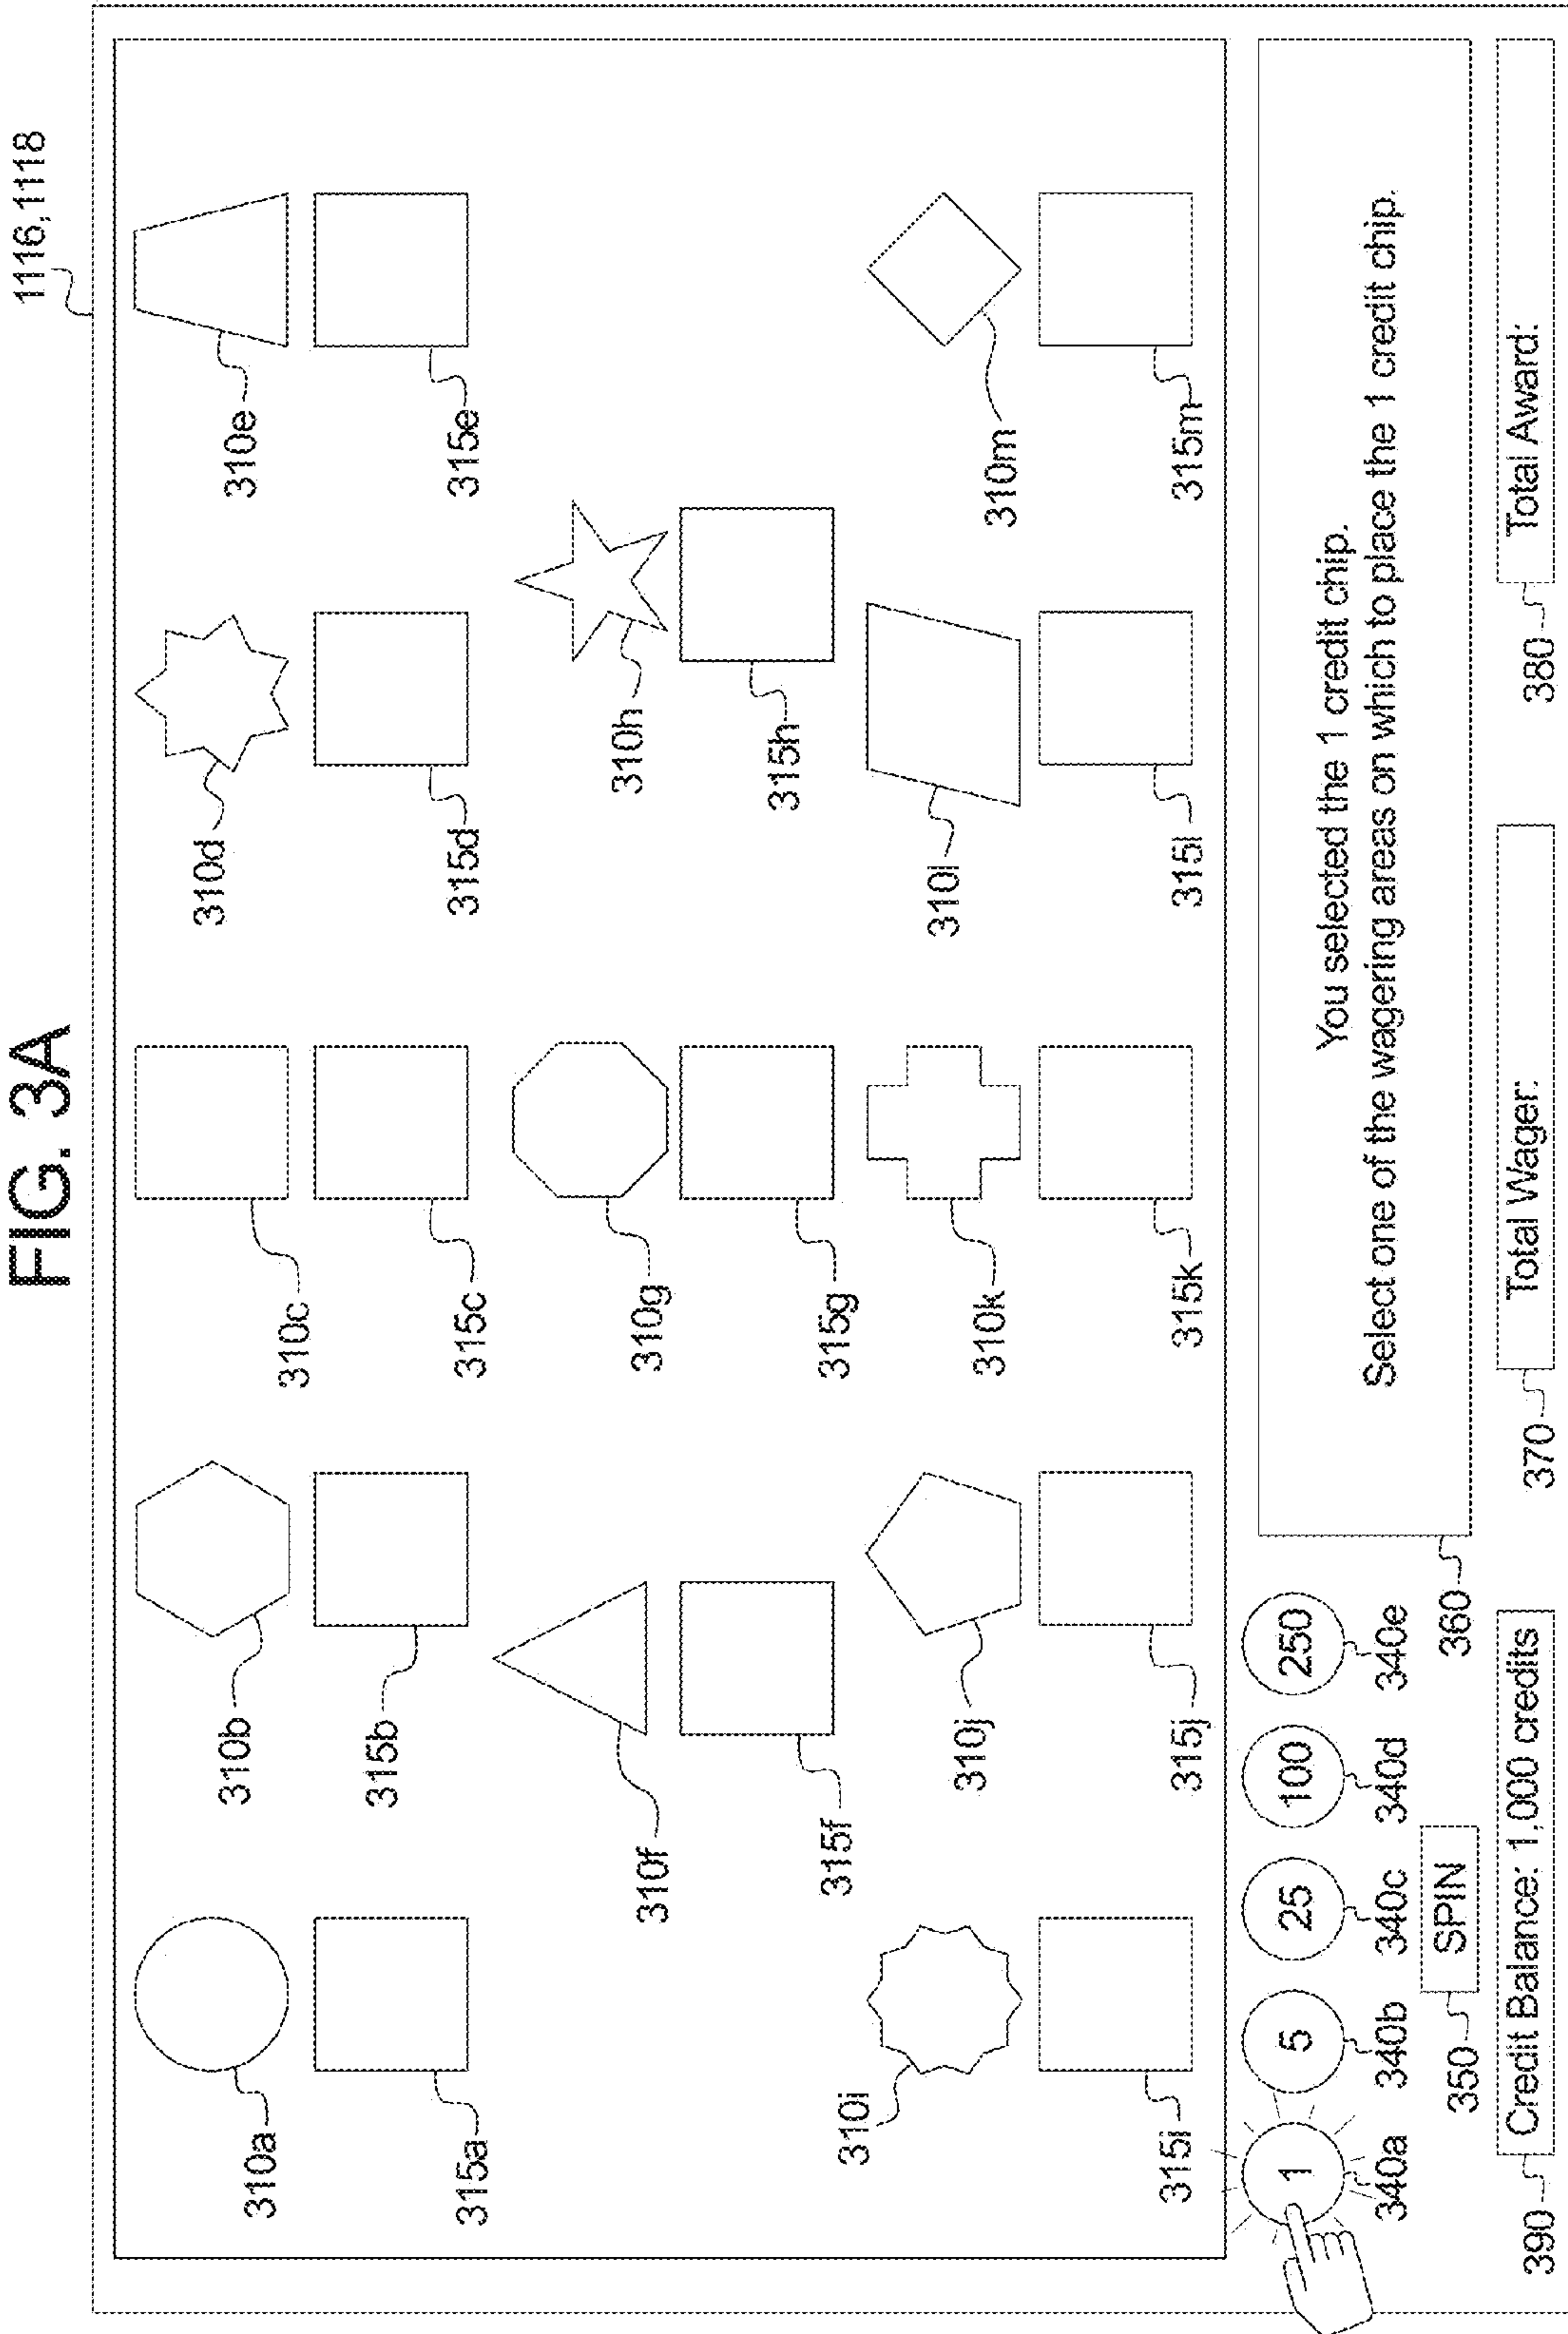 FIG. 3A
1116,1118
310a
310b
310c
310d
310e
315a
315b
315c
315d
315e
310f
310g
310h
315f
315g
315h
310i
310j
310k
310l
310m
315i
315j
315k
315l
315m
1
5
25
100
250
340a
340b
340c
340d
340e
350
SPIN
You selected the 1 credit chip.
Select one of the wagering areas on which to place the 1 credit chip.
360
390
Credit Balance: 1,000 credits
370
Total Wager:
380
Total Award: